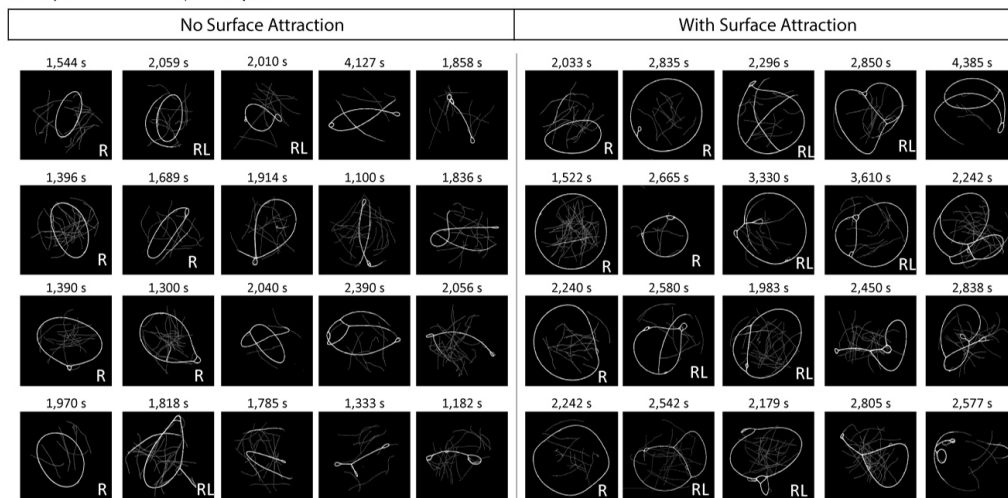 No Surface Attraction With Surface Attraction
1,544 s 2,059 s 2,010 s 4,127 s 1,858 s 2,033 s 2,835 s 2,296 s 2,850 s 4,385 s
R RL RL R R RL RL
1,396 s 1,689 s 1,914 s 1,100 s 1,836 s 1,522 s 2,665 s 3,330 s 3,610 s 2,242 s
R R R R RL RL
1,390 s 1,300 s 2,040 s 2,390 s 2,056 s 2,240 s 2,580 s 1,983 s 2,450 s 2,838 s
R R R RL RL
1,970 s 1,818 s 1,785 s 1,333 s 1,182 s 2,242 s 2,542 s 2,179 s 2,805 s 2,577 s
R RL R RL RL